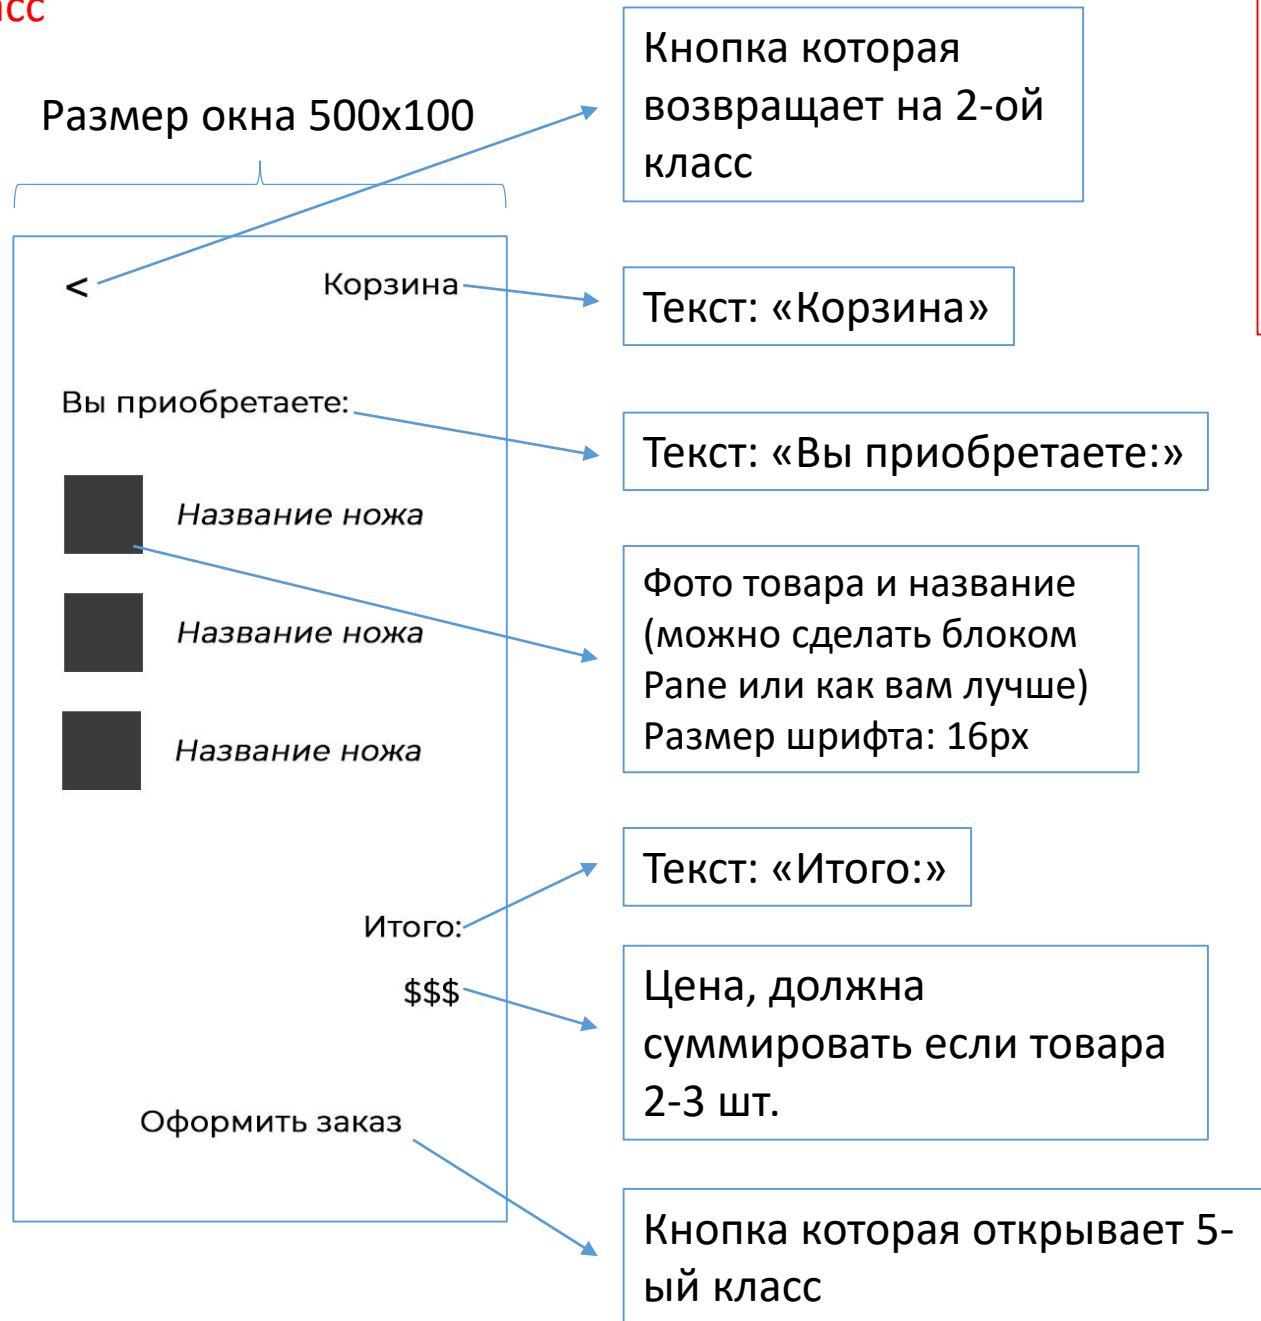 Размер окна 500x100
<
Корзина
Вы приобретаете:
Название ножа
Название ножа
Название ножа
Итого:
$$$
Оформить заказ
Кнопка которая
возвращает на 2-ой
класс
Текст: «Корзина»
Текст: «Вы приобретаете:»
Фото товара и название
(можно сделать блоком
Pane или как вам лучше)
Размер шрифта: 16px
Текст: «Итого:»
Цена, должна
суммировать если товара
2-3 шт.
Кнопка которая открывает 5-
ый класс